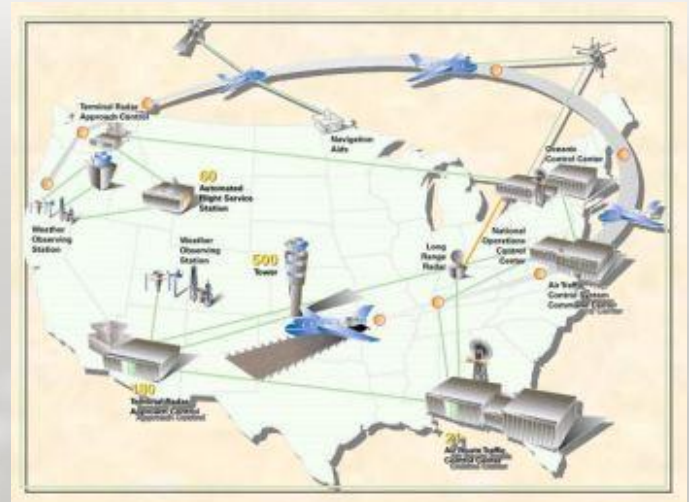 Terminal Radar
Approach Control
Navigation
Aids
60
Automated
Flight Service
Station
Oceanic
Control Center
Weather
Observing
Station
Weather
Observing
Station
500
Tower
Long
Range
Radar
National
Operations
Control
Center
Air Traffic
Control System
Command Center
180
Terminal Radar
Approach Control
Air Route Traffic
Control Center